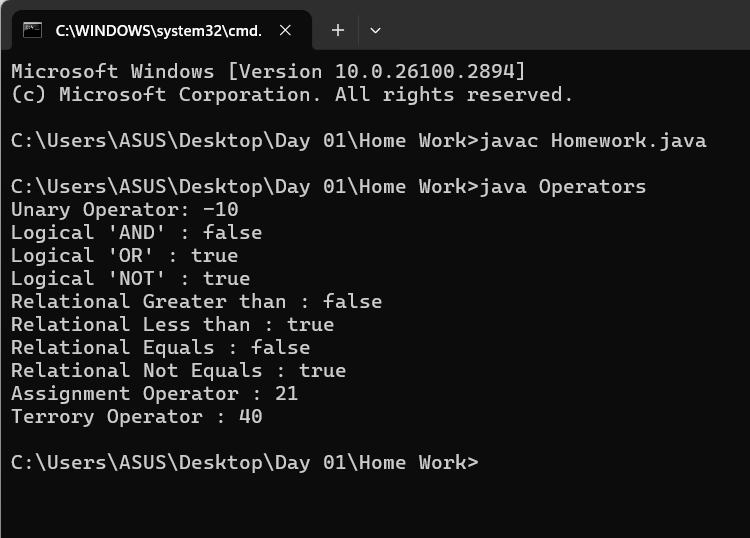 C:\WINDOWS\system32\cmd.
Microsoft Windows [Version 10.0.26100.2894]
(c) Microsoft Corporation. All rights reserved.
C:\Users\ASUS\Desktop\Day 01\Home Work>javac Homework.java
C:\Users\ASUS\Desktop\Day 01\Home Work>java Operators
Unary Operator: -10
Logical 'AND' : false
Logical 'OR' : true
Logical 'NOT' : true
Relational Greater than : false
Relational Less than : true
Relational Equals : false
Relational Not Equals : true
Assignment Operator : 21
Terrory Operator : 40
C:\Users\ASUS\Desktop\Day 01\Home Work>